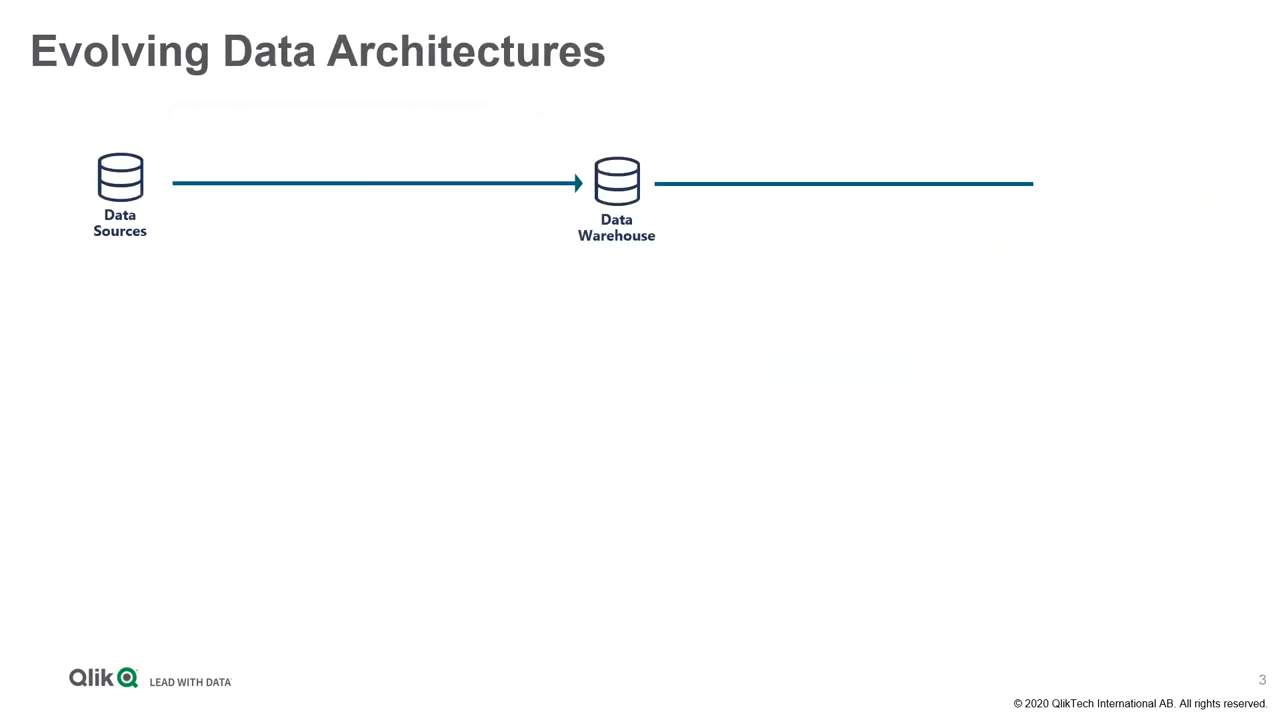 Evolving Data Architectures
Data
Sources
Data
Warehouse
Qlik LEAD WITH DATA
3
© 2020 QlikTech International AB. All rights reserved.